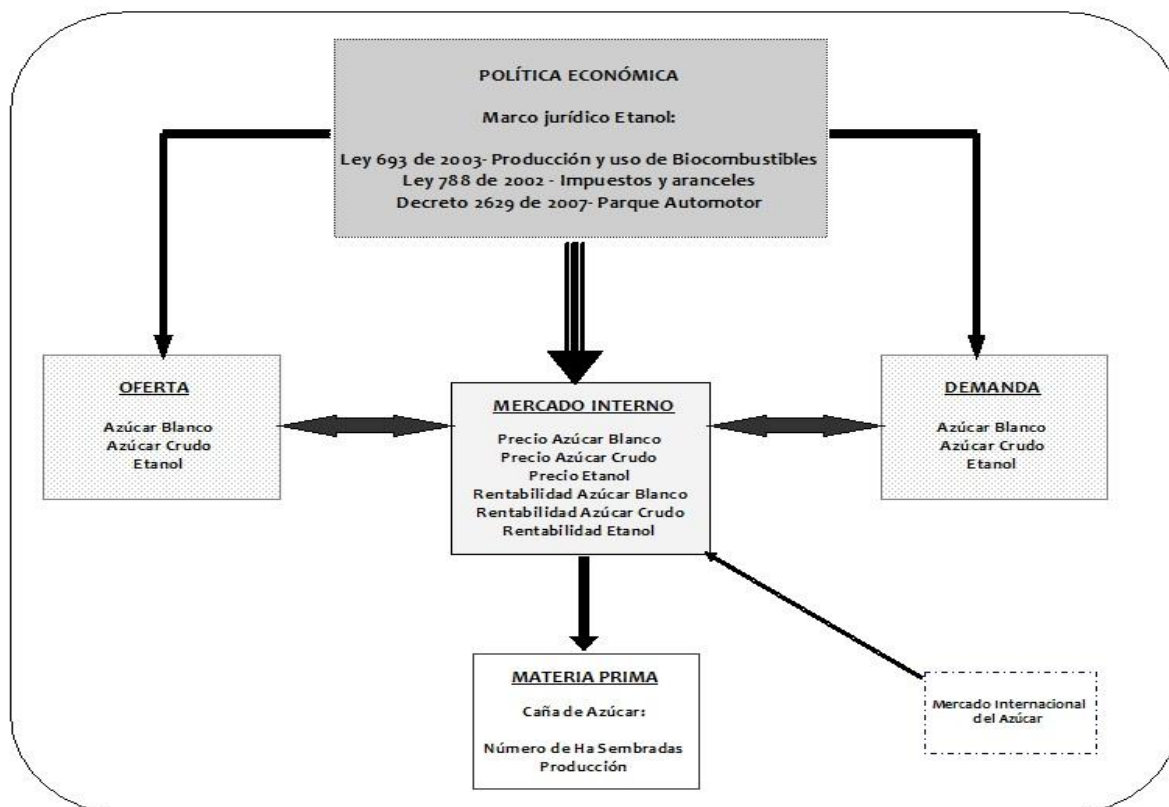 POLÍTICA ECONÓMICA
Marco jurídico Etanol:
Ley 693 de 2003- Producción y uso de Biocombustibles
Ley 788 de 2002 - Impuestos y aranceles
Decreto 2629 de 2007- Parque Automotor
OFERTA
Azúcar Blanco
Azúcar Crudo
Etanol
MERCADO INTERNO
Precio Azúcar Blanco
Precio Azúcar Crudo
Precio Etanol
Rentabilidad Azúcar Blanco
Rentabilidad Azúcar Crudo
Rentabilidad Etanol
DEMANDA
Azúcar Blanco
Azúcar Crudo
Etanol
MATERIA PRIMA
Caña de Azúcar:
Número de Ha Sembradas
Producción
Mercado Internacional
del Azúcar